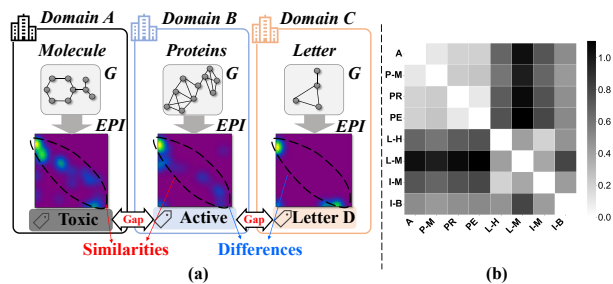 Domain A
Domain B
Domain C
Molecule
Proteins
Letter
G
G
G
EPI
EPI
EPI
Toxic
Gap
Active
Gap
Letter D
Similarities
Differences
(a)
A
P-M
PR
PE
L-H
L-M
I-M
I-B
A
P-M
PR
PE
L-H
L-M
I-M
I-B
1.0
0.8
0.6
0.4
0.2
0.0
(b)